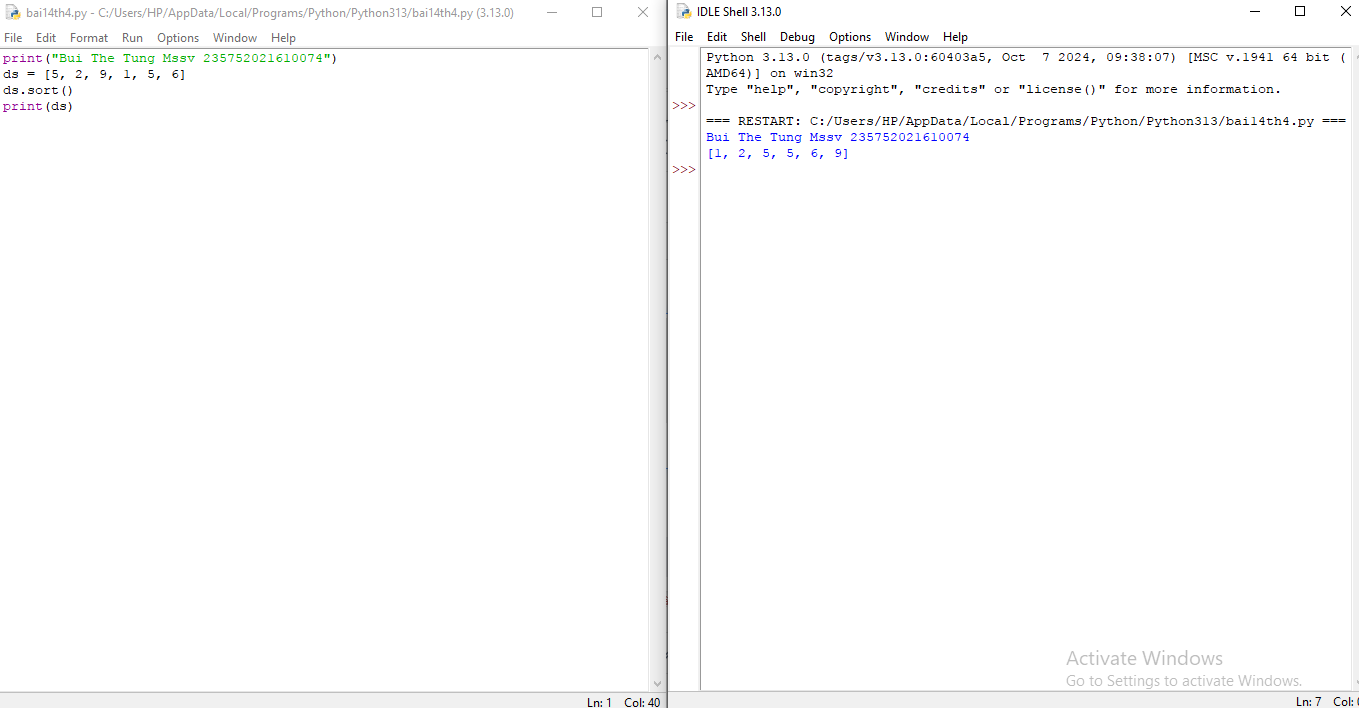 bai14th4.py - C:/Users/HP/AppData/Local/Programs/Python/Python313/bai14th4.py (3.13.0)
File Edit Format Run Options Window Help
print("Bui The Tung Mssv 235752021610074")
ds = [5, 2, 9, 1, 5, 6]
ds.sort()
print(ds)
Ln: 1 Col: 40
IDLE Shell 3.13.0
File Edit Shell Debug Options Window Help
Python 3.13.0 (tags/v3.13.0:60403a5, Oct  7 2024, 09:38:07) [MSC v.1941 64 bit (
AMD64)] on win32
Type "help", "copyright", "credits" or "license()" for more information.
>>>
=== RESTART: C:/Users/HP/AppData/Local/Programs/Python/Python313/bai14th4.py ===
Bui The Tung Mssv 235752021610074
[1, 2, 5, 5, 6, 9]
>>>
Activate Windows
Go to Settings to activate Windows.
Ln: 7 Col: